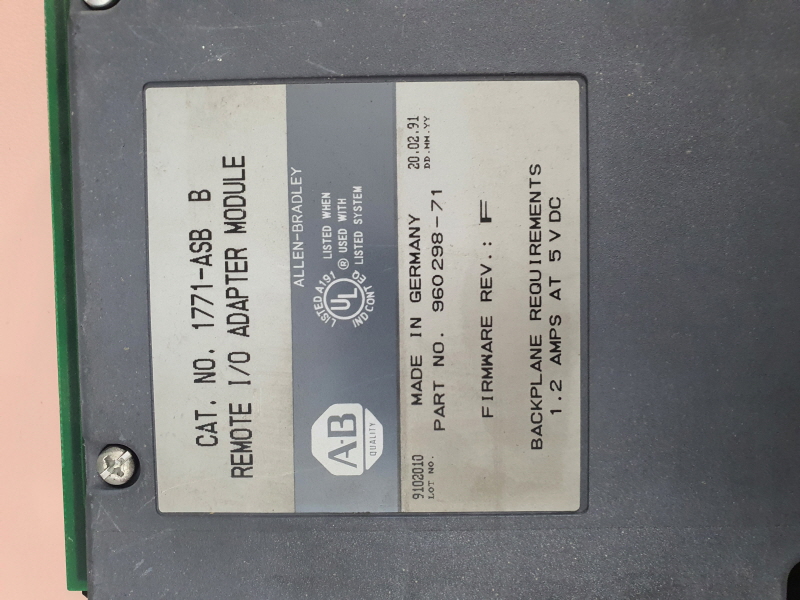 CAT. NO. 1771-ASB B
REMOTE I/O ADAPTER MODULE
ALLEN-BRADLEY
A-B
QUALITY
LISTED A191
UL
®
IND CONT EQ
LISTED WHEN
USED WITH
LISTED SYSTEM
9102010
LOT NO.
MADE IN GERMANY
20.02.91
DD.MM.YY
PART NO. 960298-71
FIRMWARE REV.: F
BACKPLANE REQUIREMENTS
1.2 AMPS AT 5 V DC